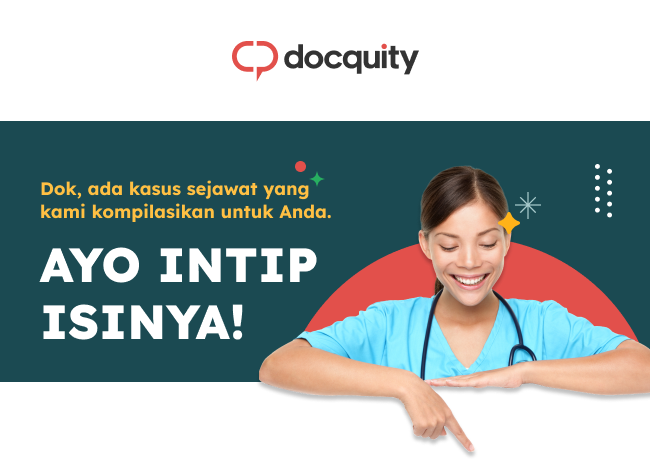 docquity
Dok, ada kasus sejawat yang
kami kompilasikan untuk Anda.
AYO INTIP
ISINYA!